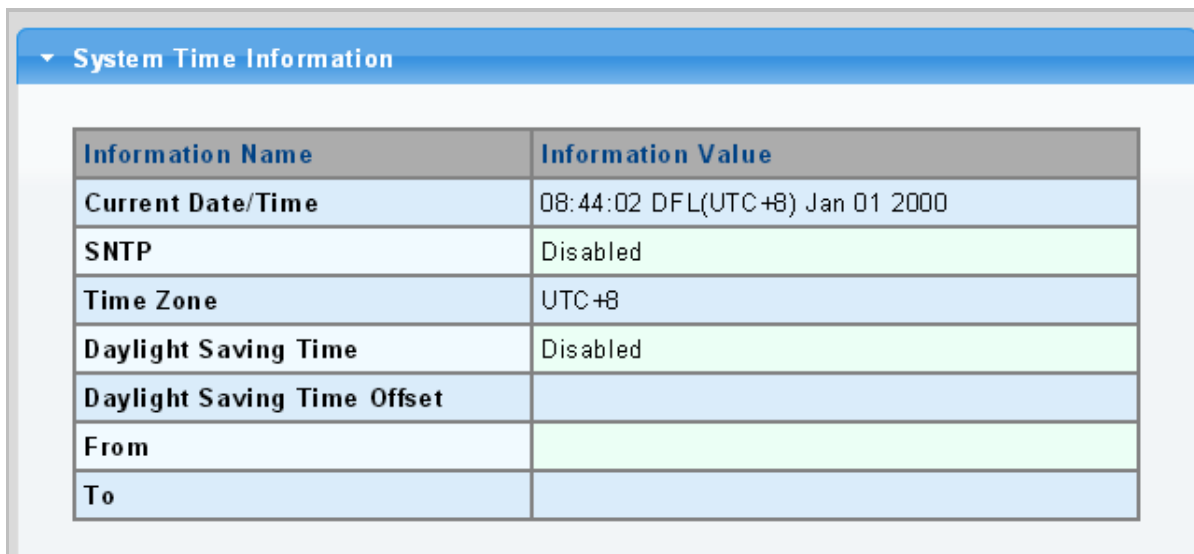 System Time Information
Information Name Information Value
Current Date/Time 08:44:02 DFL(UTC+8) Jan 01 2000
SNTP Disabled
Time Zone UTC+8
Daylight Saving Time Disabled
Daylight Saving Time Offset
From
To